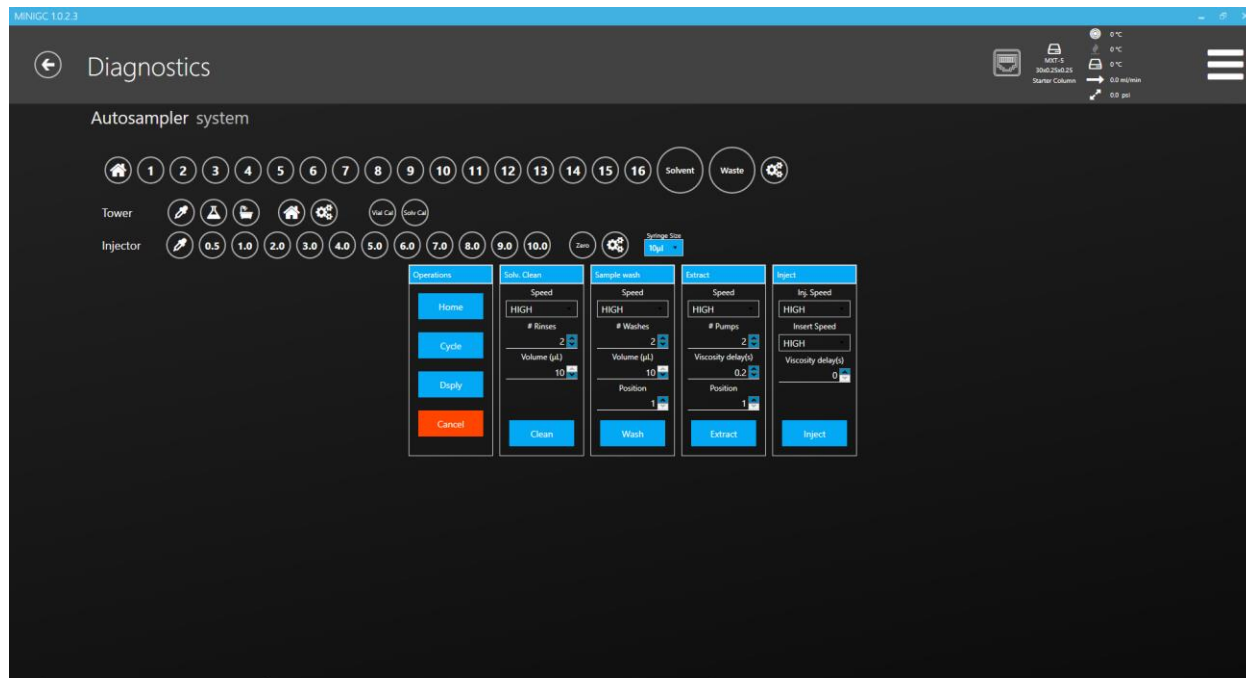 MINIGC 1.0.2.3
Diagnostics
MXT-5
30x0.25x0.25
Starter Column
0 °C
0 °C
0 °C
0.0 ml/min
0.0 psi
Autosampler system
1 2 3 4 5 6 7 8 9 10 11 12 13 14 15 16 Solvent Waste
Tower Vial Cal Solv Cal
Injector 0.5 1.0 2.0 3.0 4.0 5.0 6.0 7.0 8.0 9.0 10.0 Zero
Syringe Size
10µl
Operations
Home
Cycle
Dsply
Cancel
Solv. Clean
Speed
HIGH
# Rinses
2
Volume (µL)
10
Clean
Sample wash
Speed
HIGH
# Washes
2
Volume (µL)
10
Position
1
Wash
Extract
Speed
HIGH
# Pumps
2
Viscosity delay(s)
0.2
Position
1
Extract
Inject
Inj. Speed
HIGH
Insert Speed
HIGH
Viscosity delay(s)
0
Inject